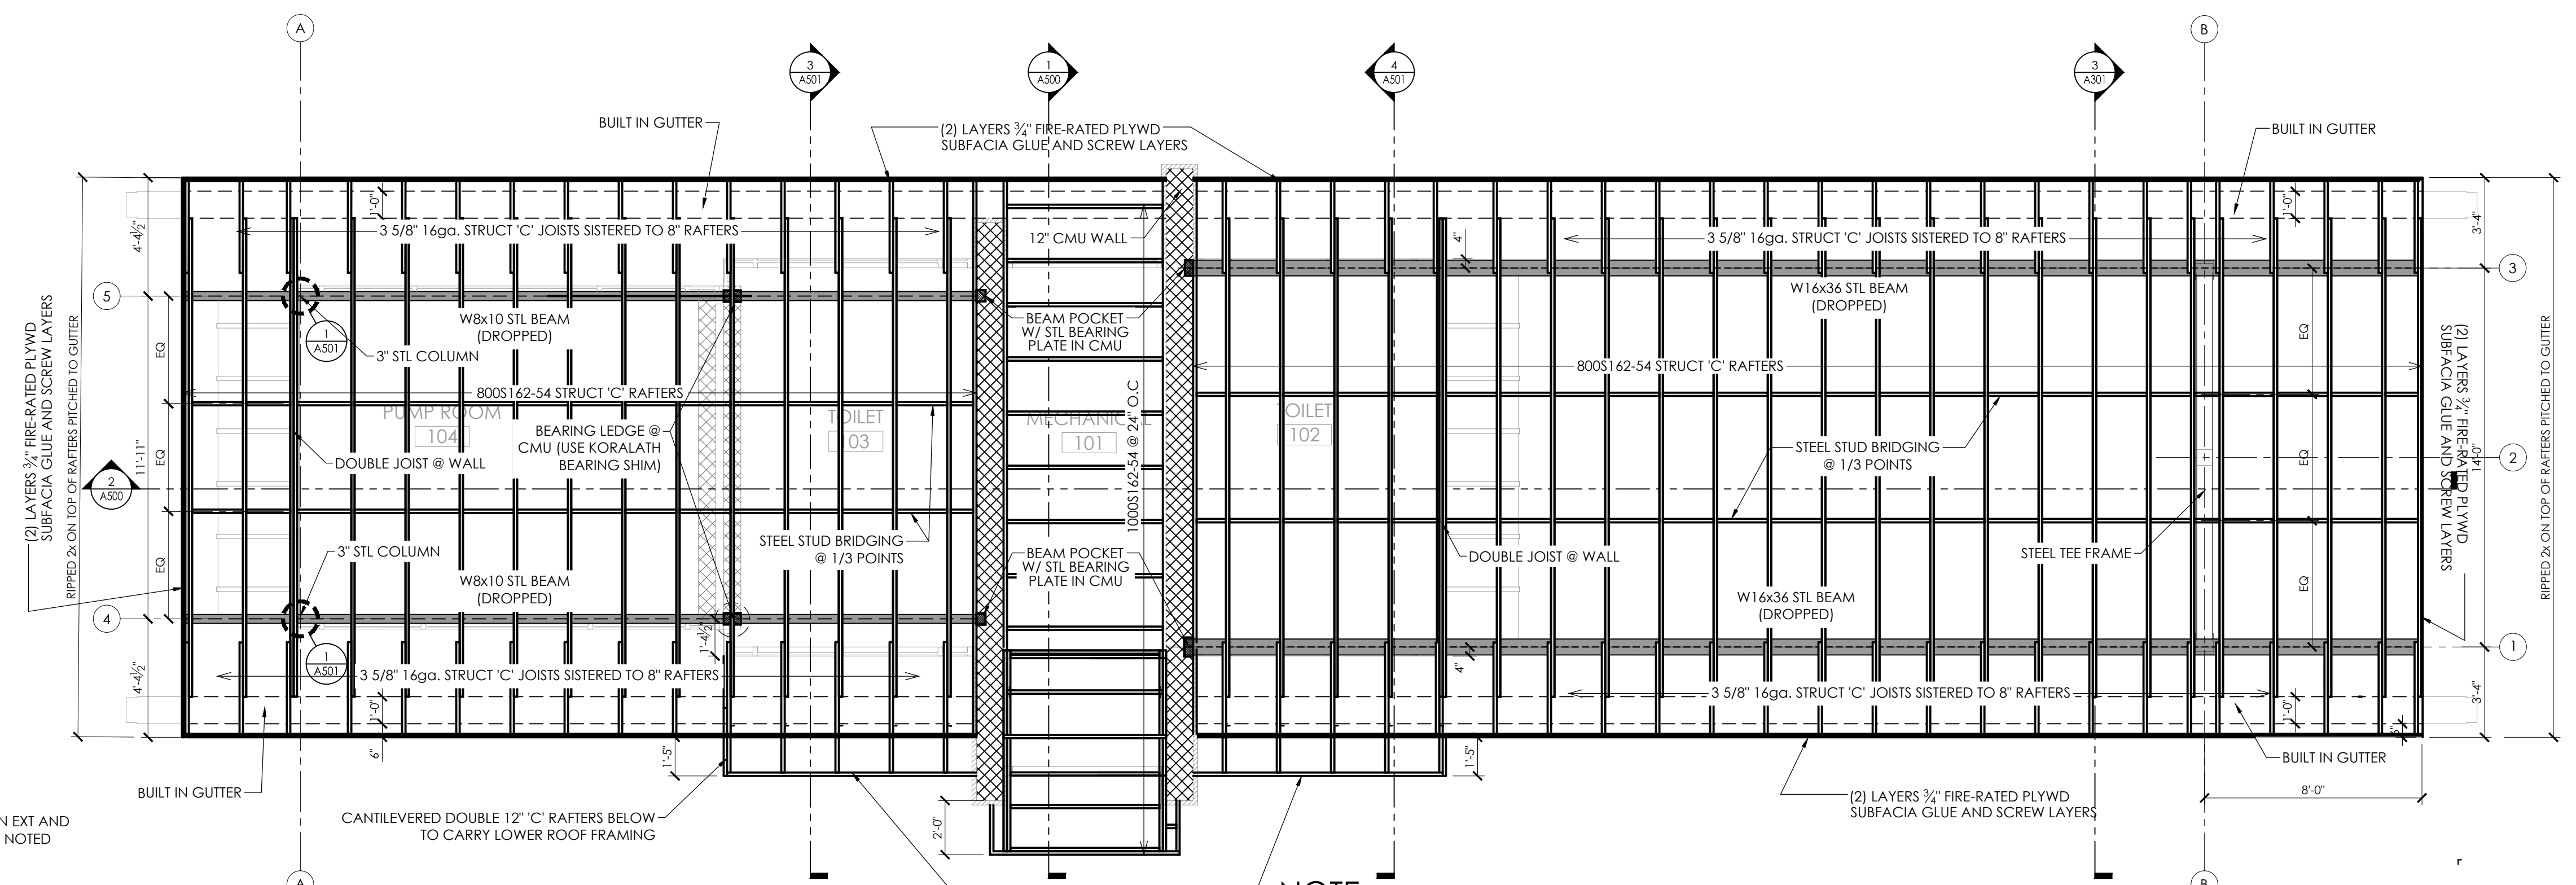 A
B
3
A501
1
A500
4
A501
3
A301
BUILT IN GUTTER
(2) LAYERS ¾" FIRE-RATED PLYWD
SUBFACIA GLUE AND SCREW LAYERS
BUILT IN GUTTER
4'-4½"
1'-0"
3 5/8" 16ga. STRUCT 'C' JOISTS SISTERED TO 8" RAFTERS
12" CMU WALL
4"
3 5/8" 16ga. STRUCT 'C' JOISTS SISTERED TO 8" RAFTERS
1'-0"
3'-4"
5
3
W8x10 STL BEAM
(DROPPED)
1
A501
3" STL COLUMN
BEAM POCKET
W/ STL BEARING
PLATE IN CMU
W16x36 STL BEAM
(DROPPED)
(2) LAYERS ¾" FIRE-RATED PLYWD
SUBFACIA GLUE AND SCREW LAYERS
RIPPED 2x ON TOP OF RAFTERS PITCHED TO GUTTER
EQ
EQ
EQ
11'-11"
800S162-54 STRUCT 'C' RAFTERS
800S162-54 STRUCT 'C' RAFTERS
PUMP ROOM
104
TOILET
103
MECHANICAL
101
TOILET
102
1000S162-54 @ 24" O.C
BEARING LEDGE @
CMU (USE KORALATH
BEARING SHIM)
DOUBLE JOIST @ WALL
STEEL STUD BRIDGING
@ 1/3 POINTS
EQ
EQ
EQ
14'-0"
(2) LAYERS ¾" FIRE-RATED PLYWD
SUBFACIA GLUE AND SCREW LAYERS
RIPPED 2x ON TOP OF RAFTERS PITCHED TO GUTTER
2
A500
2
3" STL COLUMN
STEEL STUD BRIDGING
@ 1/3 POINTS
BEAM POCKET
W/ STL BEARING
PLATE IN CMU
DOUBLE JOIST @ WALL
STEEL TEE FRAME
W8x10 STL BEAM
(DROPPED)
W16x36 STL BEAM
(DROPPED)
4
1
1'-4½"
4"
1
A501
3 5/8" 16ga. STRUCT 'C' JOISTS SISTERED TO 8" RAFTERS
3 5/8" 16ga. STRUCT 'C' JOISTS SISTERED TO 8" RAFTERS
4'-4½"
1'-0"
1'-0"
3'-4"
6"
6"
1'-5"
1'-5"
BUILT IN GUTTER
BUILT IN GUTTER
8'-0"
CANTILEVERED DOUBLE 12" 'C' RAFTERS BELOW
TO CARRY LOWER ROOF FRAMING
2'-0"
(2) LAYERS ¾" FIRE-RATED PLYWD
SUBFACIA GLUE AND SCREW LAYERS
N EXT AND
NOTED
A
NOTE
B